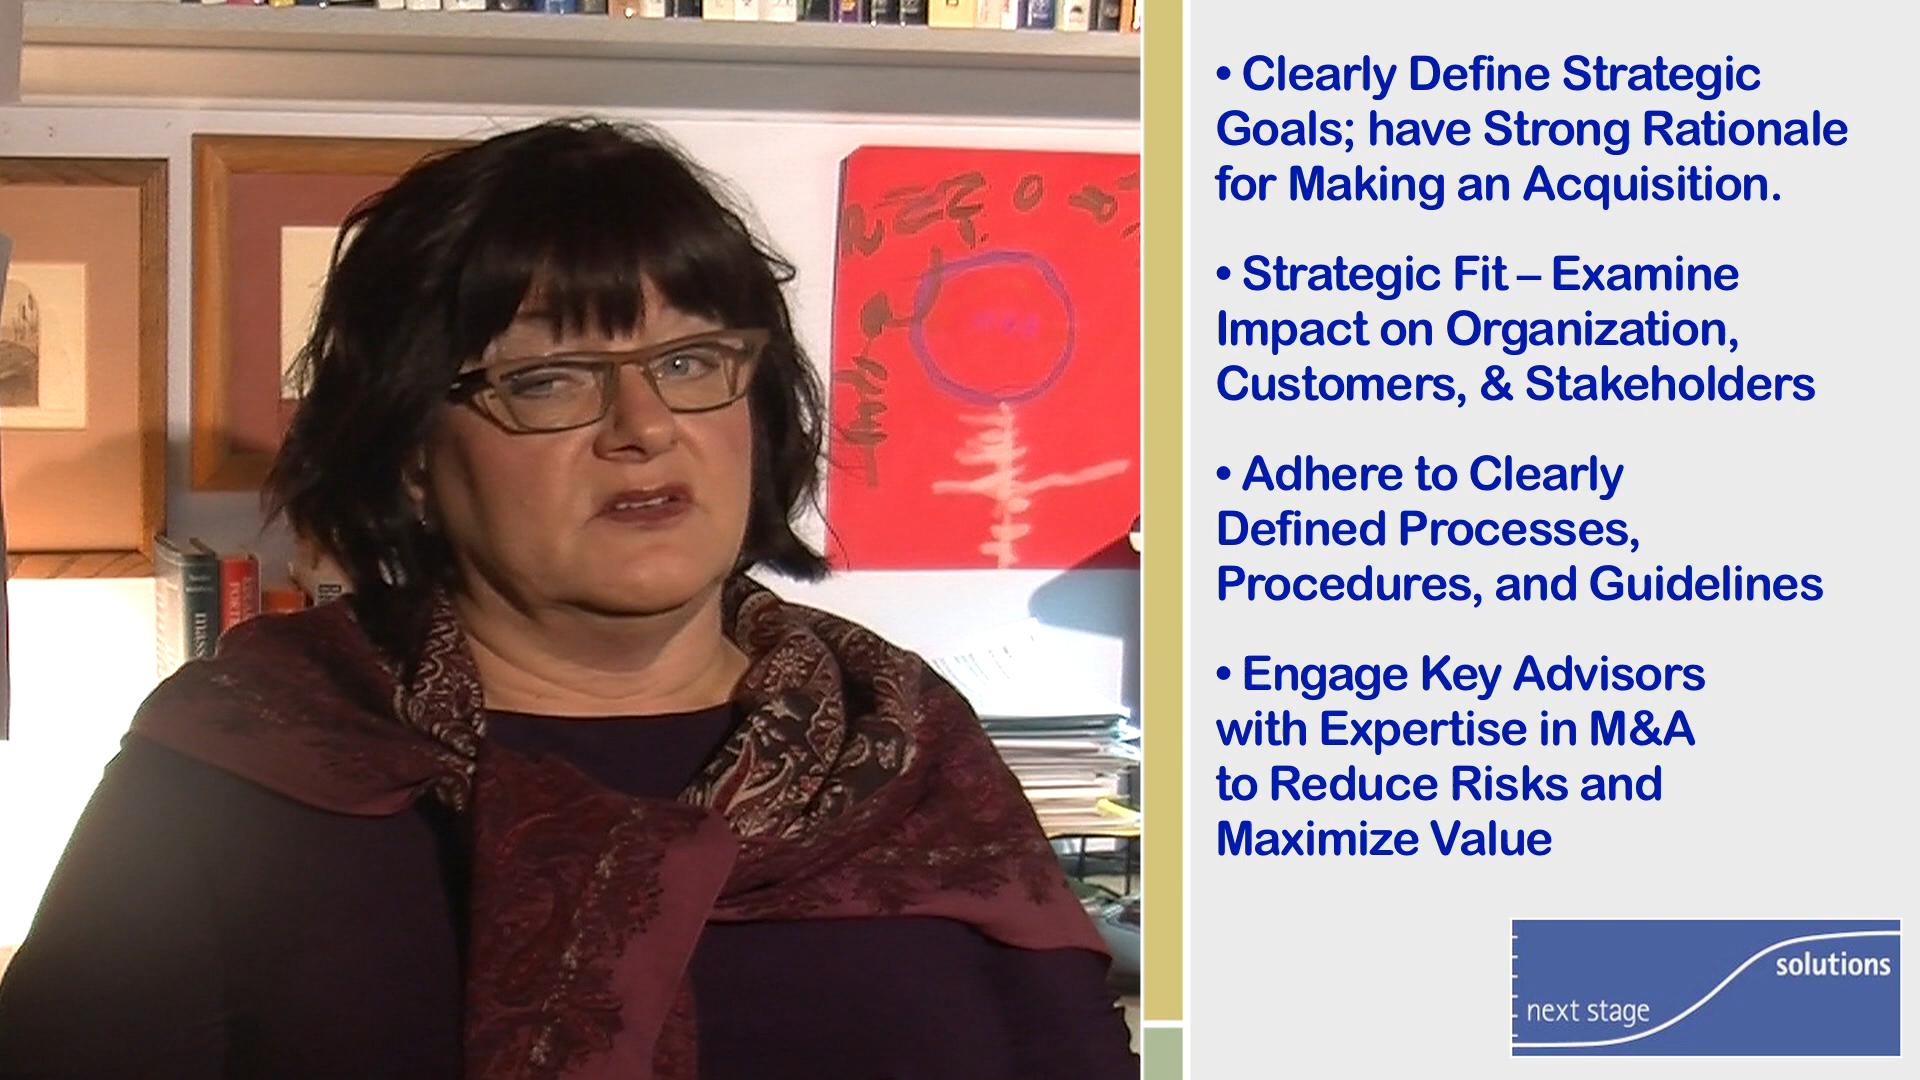 • Clearly Define Strategic
Goals; have Strong Rationale
for Making an Acquisition.
• Strategic Fit – Examine
Impact on Organization,
Customers, & Stakeholders
• Adhere to Clearly
Defined Processes,
Procedures, and Guidelines
• Engage Key Advisors
with Expertise in M&A
to Reduce Risks and
Maximize Value
solutions
next stage